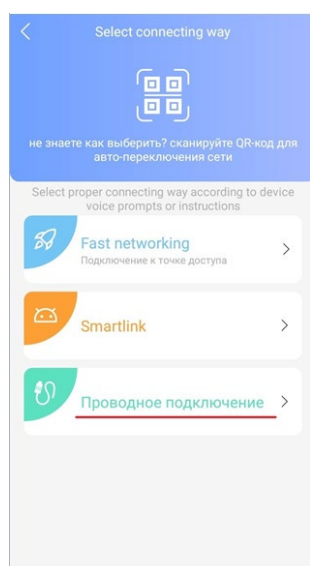 Select connecting way
не знаете как выбрать? сканируйте QR-код для
авто-переключения сети
Select proper connecting way according to device
voice prompts or instructions
Fast networking
Подключение к точке доступа
Smartlink
Проводное подключение